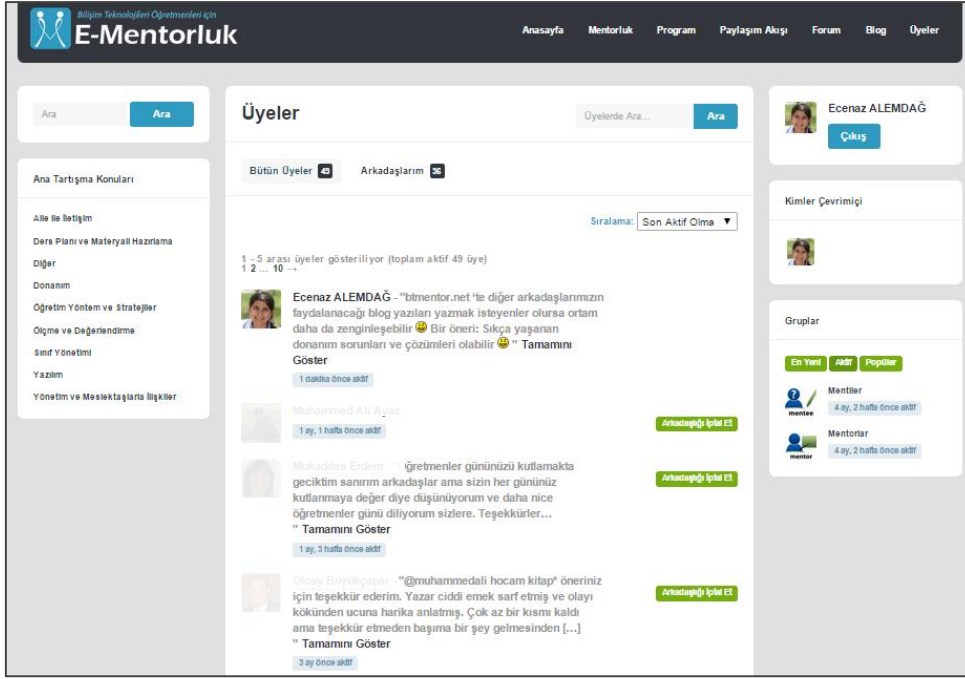 Bilişim Teknolojileri Öğretmenleri için
E-Mentorluk
Anasayfa Mentorluk Program Paylaşım Akışı Forum Blog Üyeler
Ara
Ara
Ana Tartışma Konuları
Aile ile İletişim
Ders Planı ve Materyali Hazırlama
Diğer
Donanım
Öğretim Yöntem ve Stratejiler
Ölçme ve Değerlendirme
Sınıf Yönetimi
Yazılım
Yönetim ve Meslektaşlarla İlişkiler
Üyeler
Üyelerde Ara...
Ara
Bütün Üyeler 49 Arkadaşlarım 36
Sıralama: Son Aktif Olma ▼
1 - 5 arası üyeler gösteriliyor (toplam aktif 49 üye)
1 2 ... 10 →
Ecenaz ALEMDAĞ - "btmentor.net 'te diğer arkadaşlarımızın
faydalanacağı blog yazıları yazmak isteyenler olursa ortam
daha da zenginleşebilir 😀 Bir öneri: Sıkça yaşanan
donanım sorunları ve çözümleri olabilir 😀 " Tamamını
Göster
1 dakika önce aktif
Muhammed Ali Ayaz
1 ay, 1 hafta önce aktif
Arkadaşlığı İptal Et
Mukaddes Erdem - "Öğretmenler gününüzü kutlamakta
geciktim sanırım arkadaşlar ama sizin her gününüz
kutlanmaya değer diye düşünüyorum ve daha nice
öğretmenler günü diliyorum sizlere. Teşekkürler…
" Tamamını Göster
1 ay, 3 hafta önce aktif
Arkadaşlığı İptal Et
Olcay Büyükçapar -"@muhammedali hocam kitap* öneriniz
için teşekkür ederim. Yazar ciddi emek sarf etmiş ve olayı
kökünden ucuna harika anlatmış. Çok az bir kısmı kaldı
ama teşekkür etmeden başıma bir şey gelmesinden [...]
" Tamamını Göster
3 ay önce aktif
Arkadaşlığı İptal Et
Ecenaz ALEMDAĞ
Çıkış
Kimler Çevrimiçi
Gruplar
En Yeni Aktif Popüler
mentee
Mentiler
4 ay, 2 hafta önce aktif
mentor
Mentorlar
4 ay, 2 hafta önce aktif